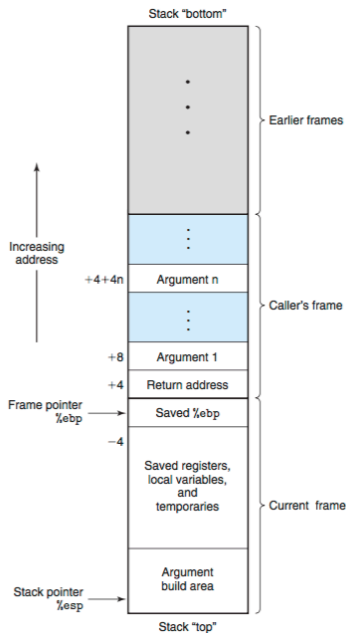 Stack “bottom”
Earlier frames
Increasing
address
+4+4n
Argument n
Caller's frame
+8
Argument 1
+4
Return address
Frame pointer
%ebp
Saved %ebp
−4
Saved registers,
local variables,
and
temporaries
Current frame
Argument
build area
Stack pointer
%esp
Stack “top”